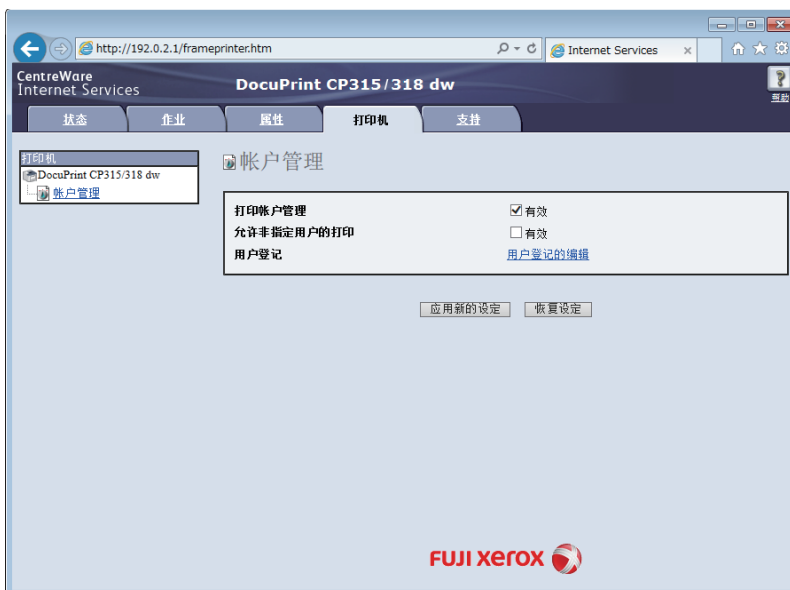 http://192.0.2.1/frameprinter.htm
Internet Services
CentreWare
Internet Services
DocuPrint CP315/318 dw
帮助
状态
作业
属性
打印机
支持
打印机
DocuPrint CP315/318 dw
帐户管理
帐户管理
打印帐户管理
有效
允许非指定用户的打印
有效
用户登记
用户登记的编辑
应用新的设定
恢复设定
FUJI xerox